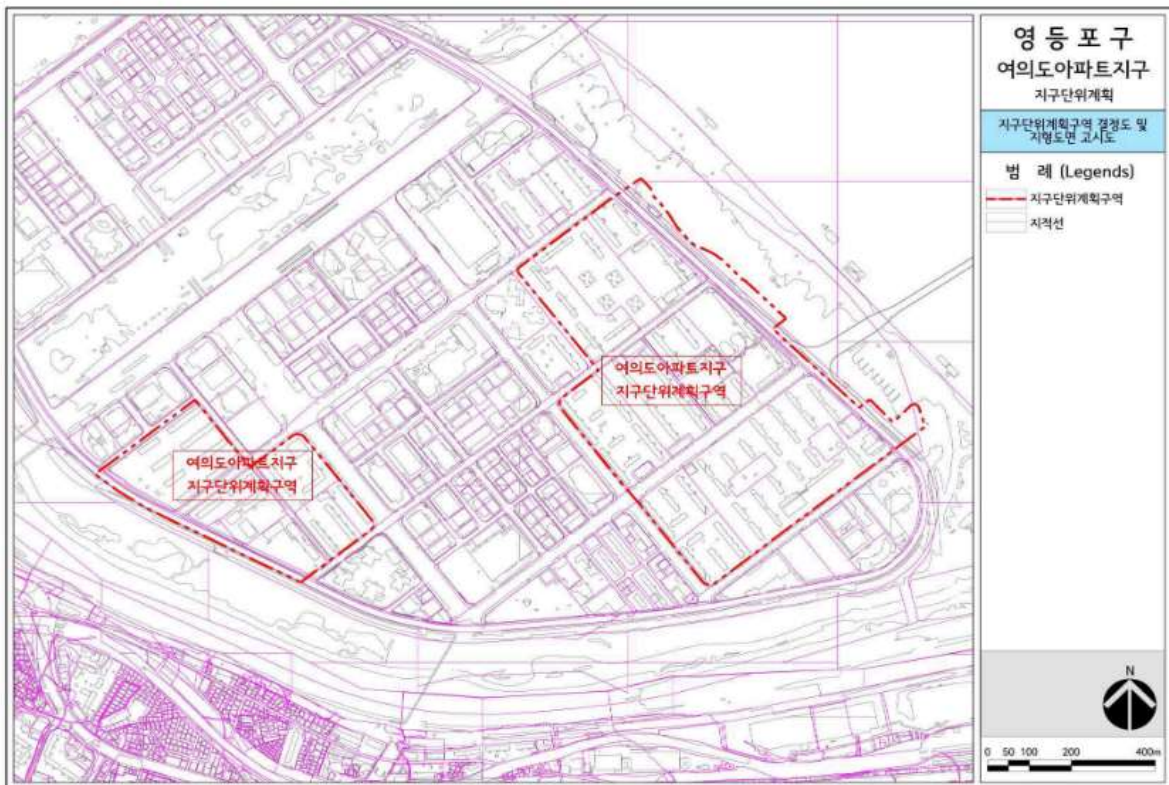 영등포구
여의도아파트지구
지구단위계획
지구단위계획구역 결정도 및
지형도면 고시도
범 례 (Legends)
지구단위계획구역
지적선
여의도아파트지구
지구단위계획구역
여의도아파트지구
지구단위계획구역
N
0 50 100 200 400m